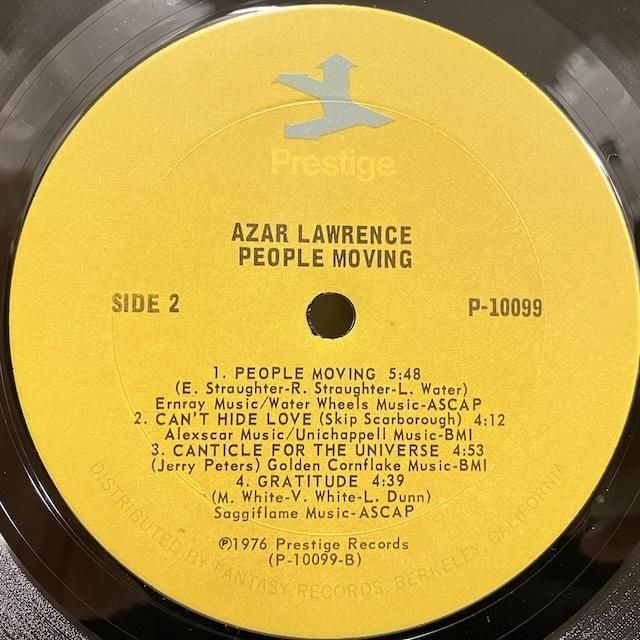 Prestige
AZAR LAWRENCE
PEOPLE MOVING
SIDE 2
P-10099
1. PEOPLE MOVING 5:48
(E. Straughter-R. Straughter-L. Water)
Ernray Music/Water Wheels Music-ASCAP
2. CAN'T HIDE LOVE (Skip Scarborough) 4:12
Alexscar Music/Unichappell Music-BMI
3. CANTICLE FOR THE UNIVERSE 4:53
(Jerry Peters) Golden Cornflake Music-BMI
4. GRATITUDE 4:39
(M. White-V. White-L. Dunn)
Saggiflame Music-ASCAP
℗1976 Prestige Records
(P-10099-B)
DISTRIBUTED BY FANTASY RECORDS, BERKELEY, CALIFORNIA